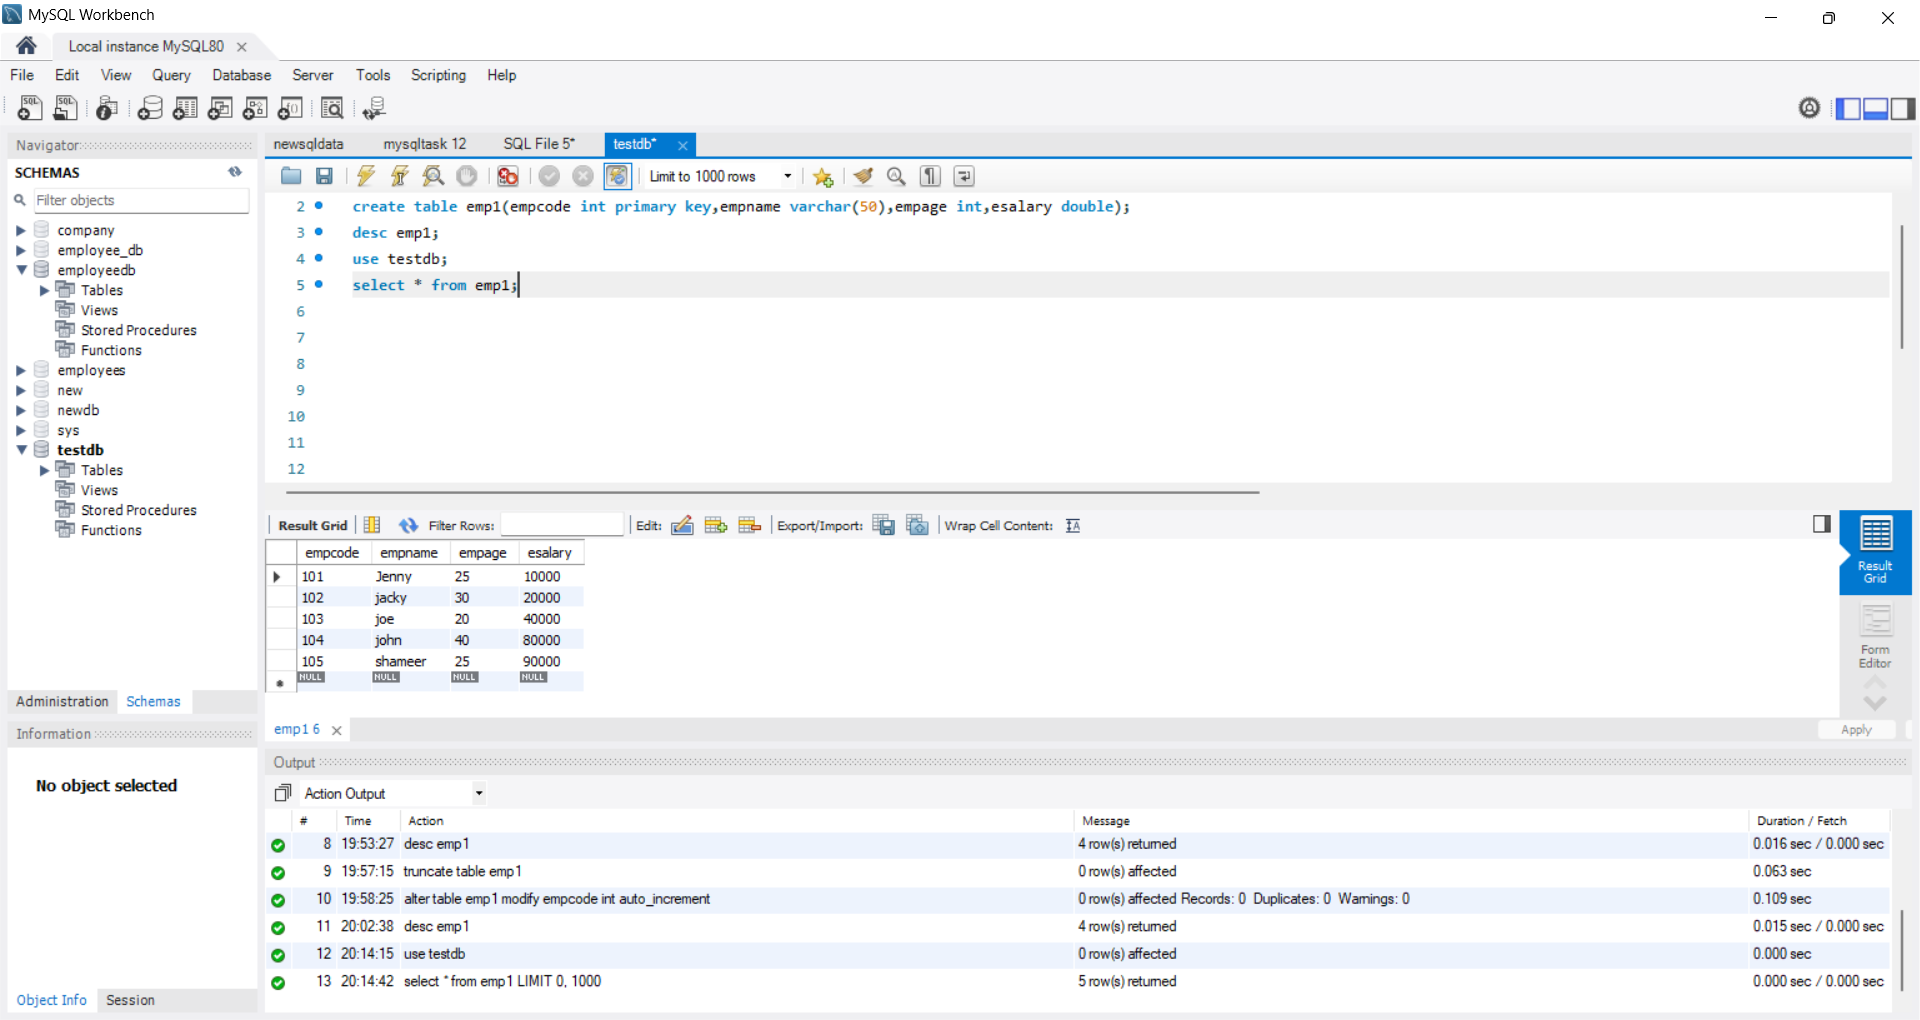 MySQL Workbench
Local instance MySQL80
File Edit View Query Database Server Tools Scripting Help
Navigator
SCHEMAS
Filter objects
company
employee_db
employeedb
Tables
Views
Stored Procedures
Functions
employees
new
newdb
sys
testdb
Tables
Views
Stored Procedures
Functions
Administration Schemas
Information
No object selected
Object Info Session
newsqldata mysqltask 12 SQL File 5* testdb*
Limit to 1000 rows
2 create table emp1(empcode int primary key,empname varchar(50),empage int,esalary double);
3 desc emp1;
4 use testdb;
5 select * from emp1;
6
7
8
9
10
11
12
Result Grid Filter Rows: Edit: Export/Import: Wrap Cell Content:
empcode empname empage esalary
101 Jenny 25 10000
102 jacky 30 20000
103 joe 20 40000
104 john 40 80000
105 shameer 25 90000
NULL NULL NULL NULL
Result
Grid
Form
Editor
emp1 6
Apply
Output
Action Output
# Time Action Message Duration / Fetch
8 19:53:27 desc emp1 4 row(s) returned 0.016 sec / 0.000 sec
9 19:57:15 truncate table emp1 0 row(s) affected 0.063 sec
10 19:58:25 alter table emp1 modify empcode int auto_increment 0 row(s) affected Records: 0 Duplicates: 0 Warnings: 0 0.109 sec
11 20:02:38 desc emp1 4 row(s) returned 0.015 sec / 0.000 sec
12 20:14:15 use testdb 0 row(s) affected 0.000 sec
13 20:14:42 select * from emp1 LIMIT 0, 1000 5 row(s) returned 0.000 sec / 0.000 sec